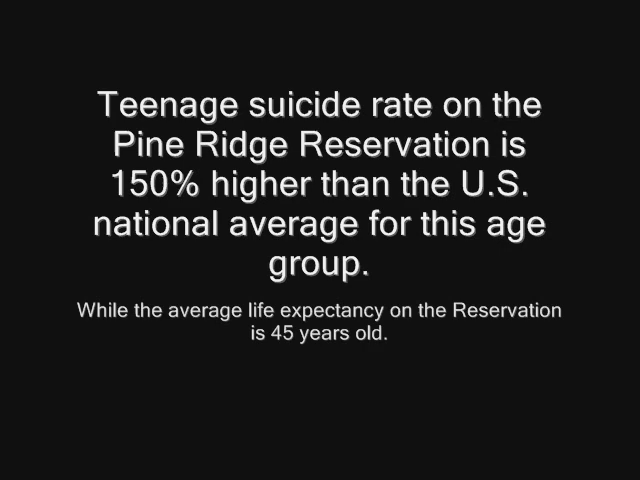 Teenage suicide rate on the
Pine Ridge Reservation is
150% higher than the U.S.
national average for this age
group.
While the average life expectancy on the Reservation
is 45 years old.